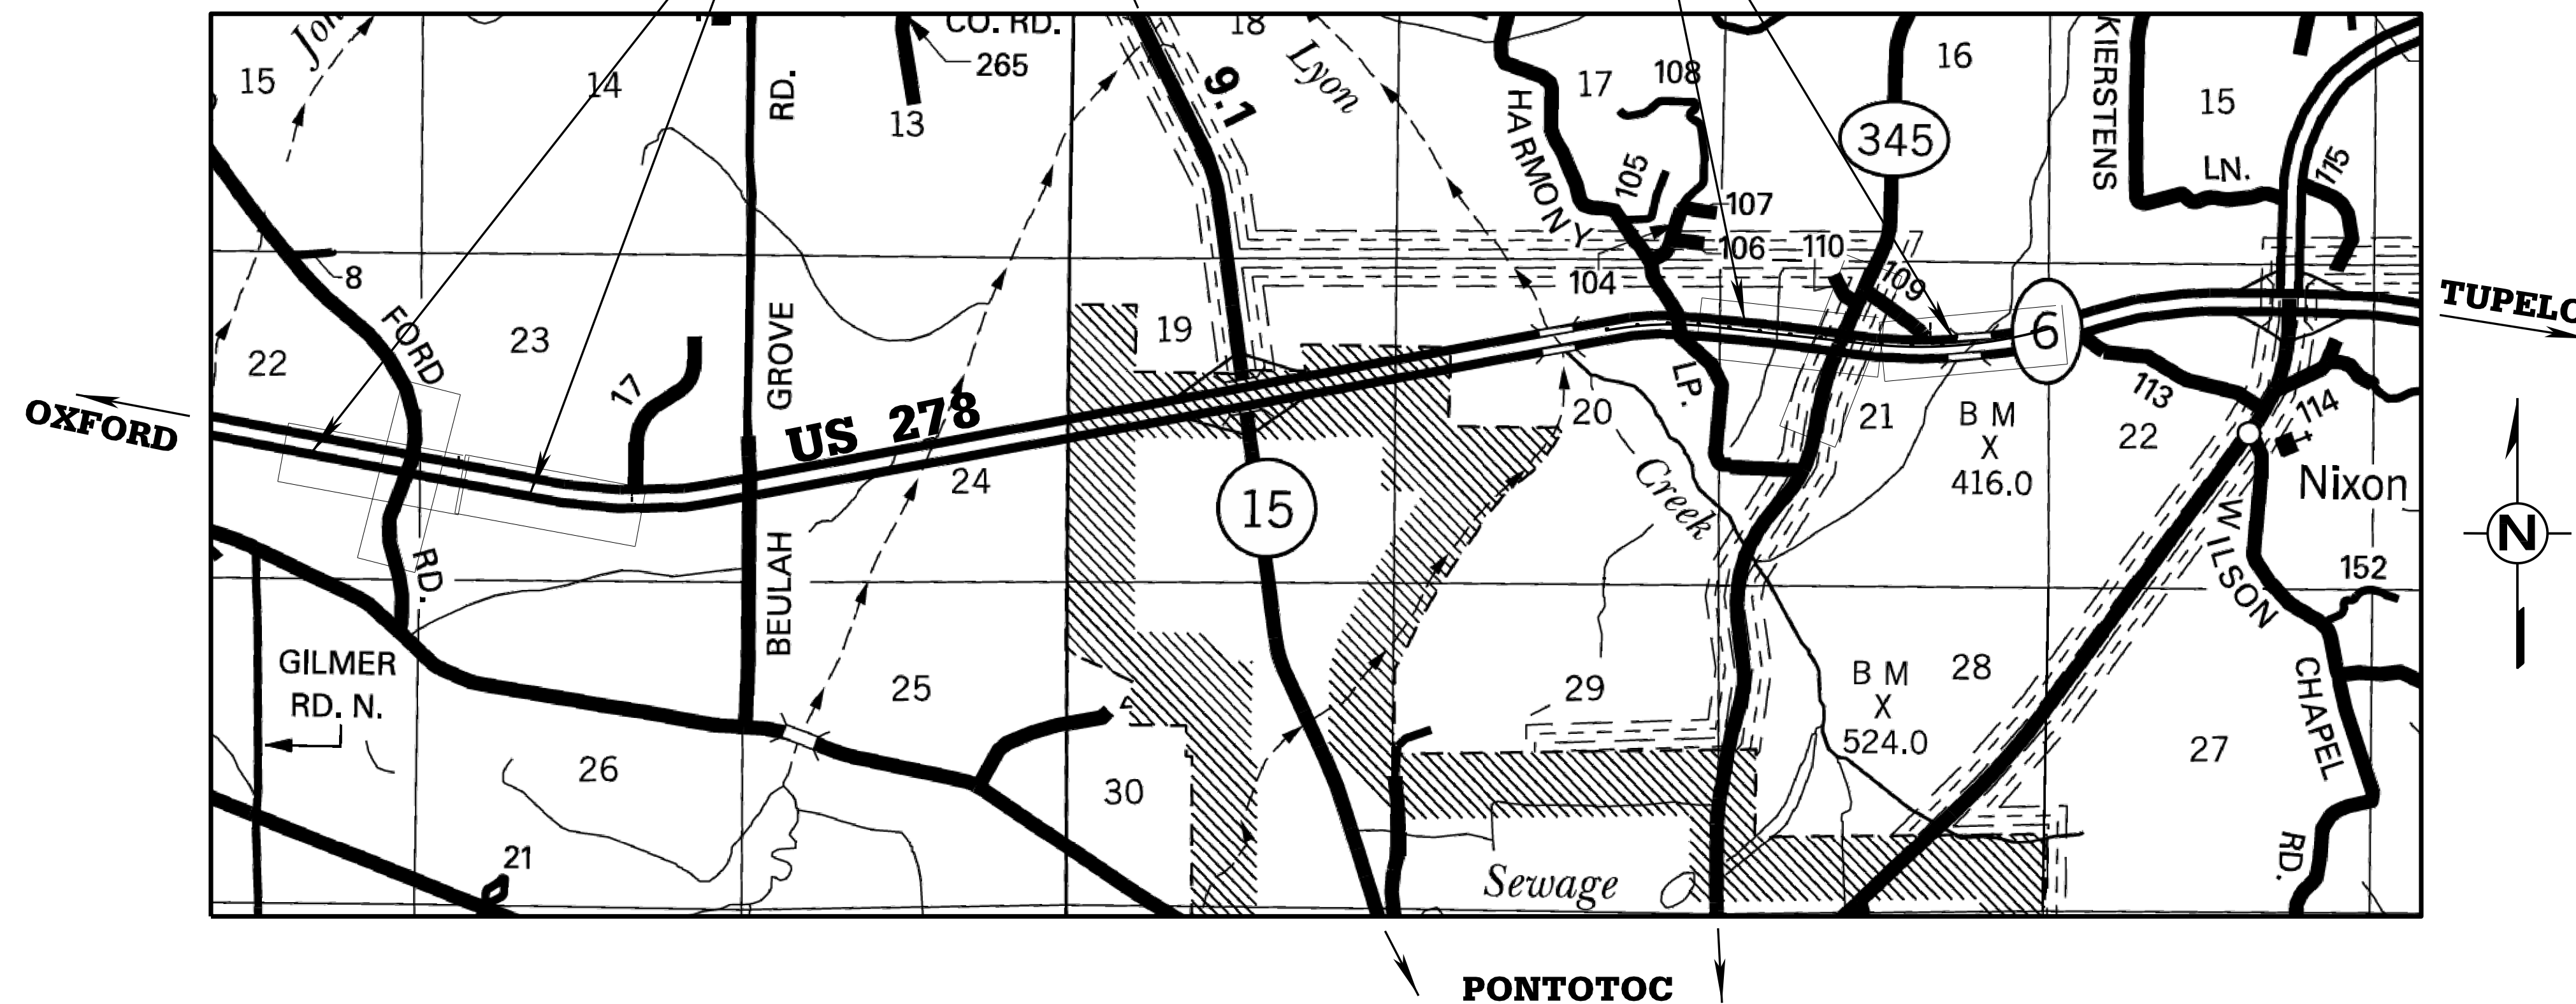 CO. RD.
265
18
15
14
13
RD.
9.1
Lyon
17
108
HARMONY
105
107
106
110
109
104
345
16
KIERSTENS
15
LN.
115
8
FORD
22
23
17
GROVE
19
6
TUPELO
OXFORD
US 278
24
LP.
20
21
B M
X
416.0
113
114
22
Nixon
15
Creek
N
WILSON
RD.
BEULAH
152
GILMER
RD. N.
25
29
B M
X
524.0
28
CHAPEL
26
30
27
21
Sewage
RD.
PONTOTOC